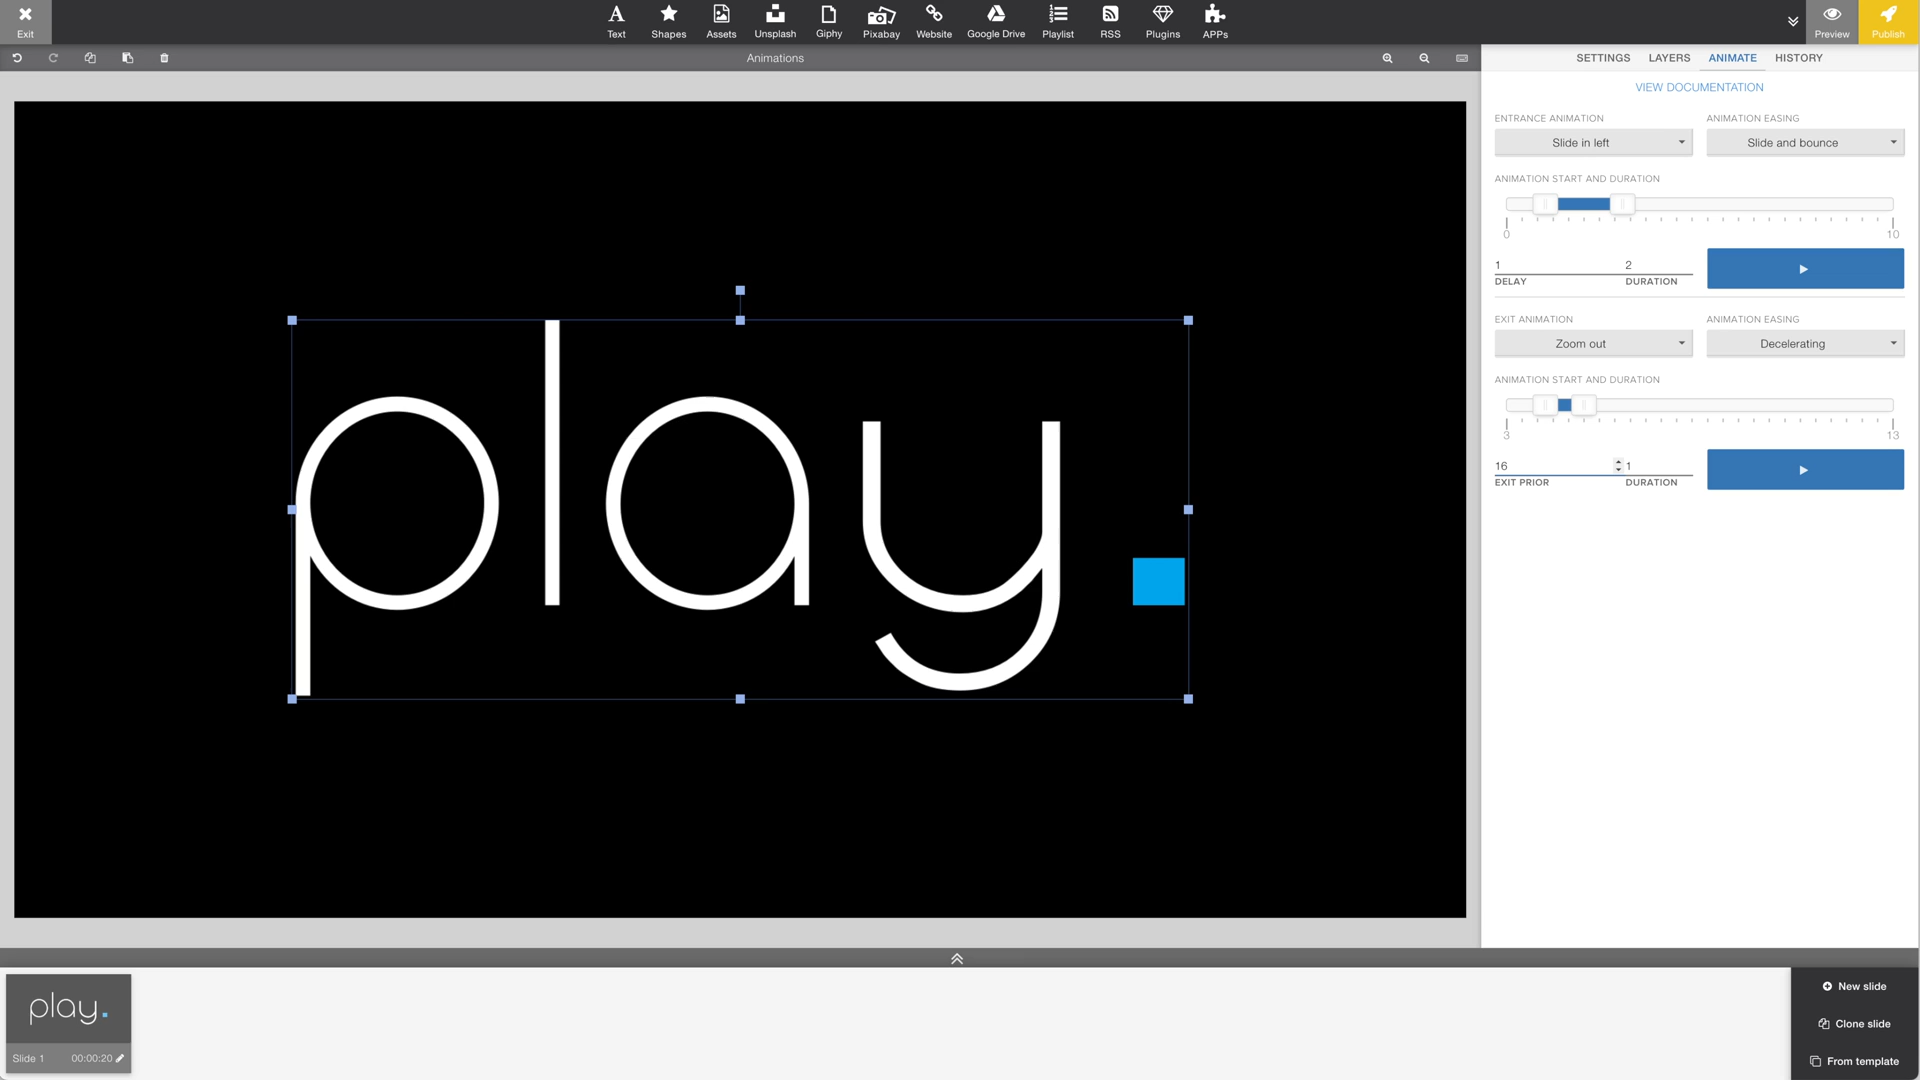 Exit
Text
Shapes
Assets
Unsplash
Giphy
Pixabay
Website
Google Drive
Playlist
RSS
Plugins
APPs
Preview
Publish
Animations
SETTINGS
LAYERS
ANIMATE
HISTORY
VIEW DOCUMENTATION
ENTRANCE ANIMATION
ANIMATION EASING
Slide in left
Slide and bounce
ANIMATION START AND DURATION
0
10
1
2
DELAY
DURATION
EXIT ANIMATION
ANIMATION EASING
Zoom out
Decelerating
ANIMATION START AND DURATION
3
13
16
1
EXIT PRIOR
DURATION
play.
play.
Slide 1
00:00:20
New slide
Clone slide
From template